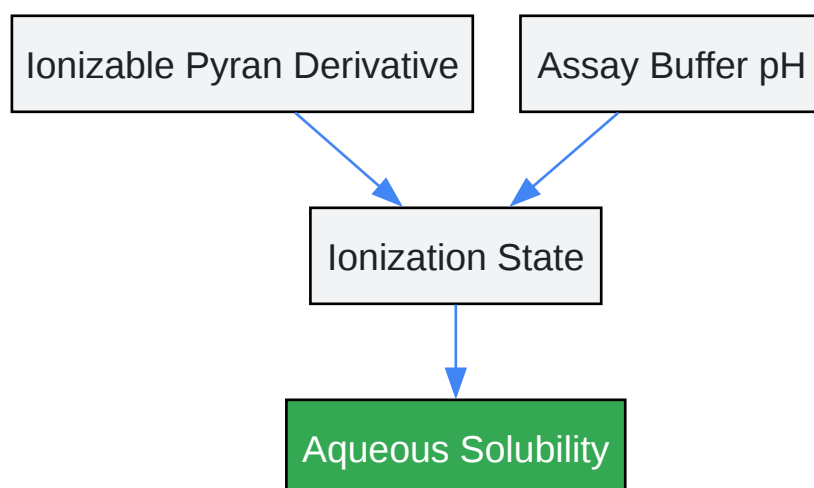 Ionizable Pyran Derivative
Assay Buffer pH
Ionization State
Aqueous Solubility